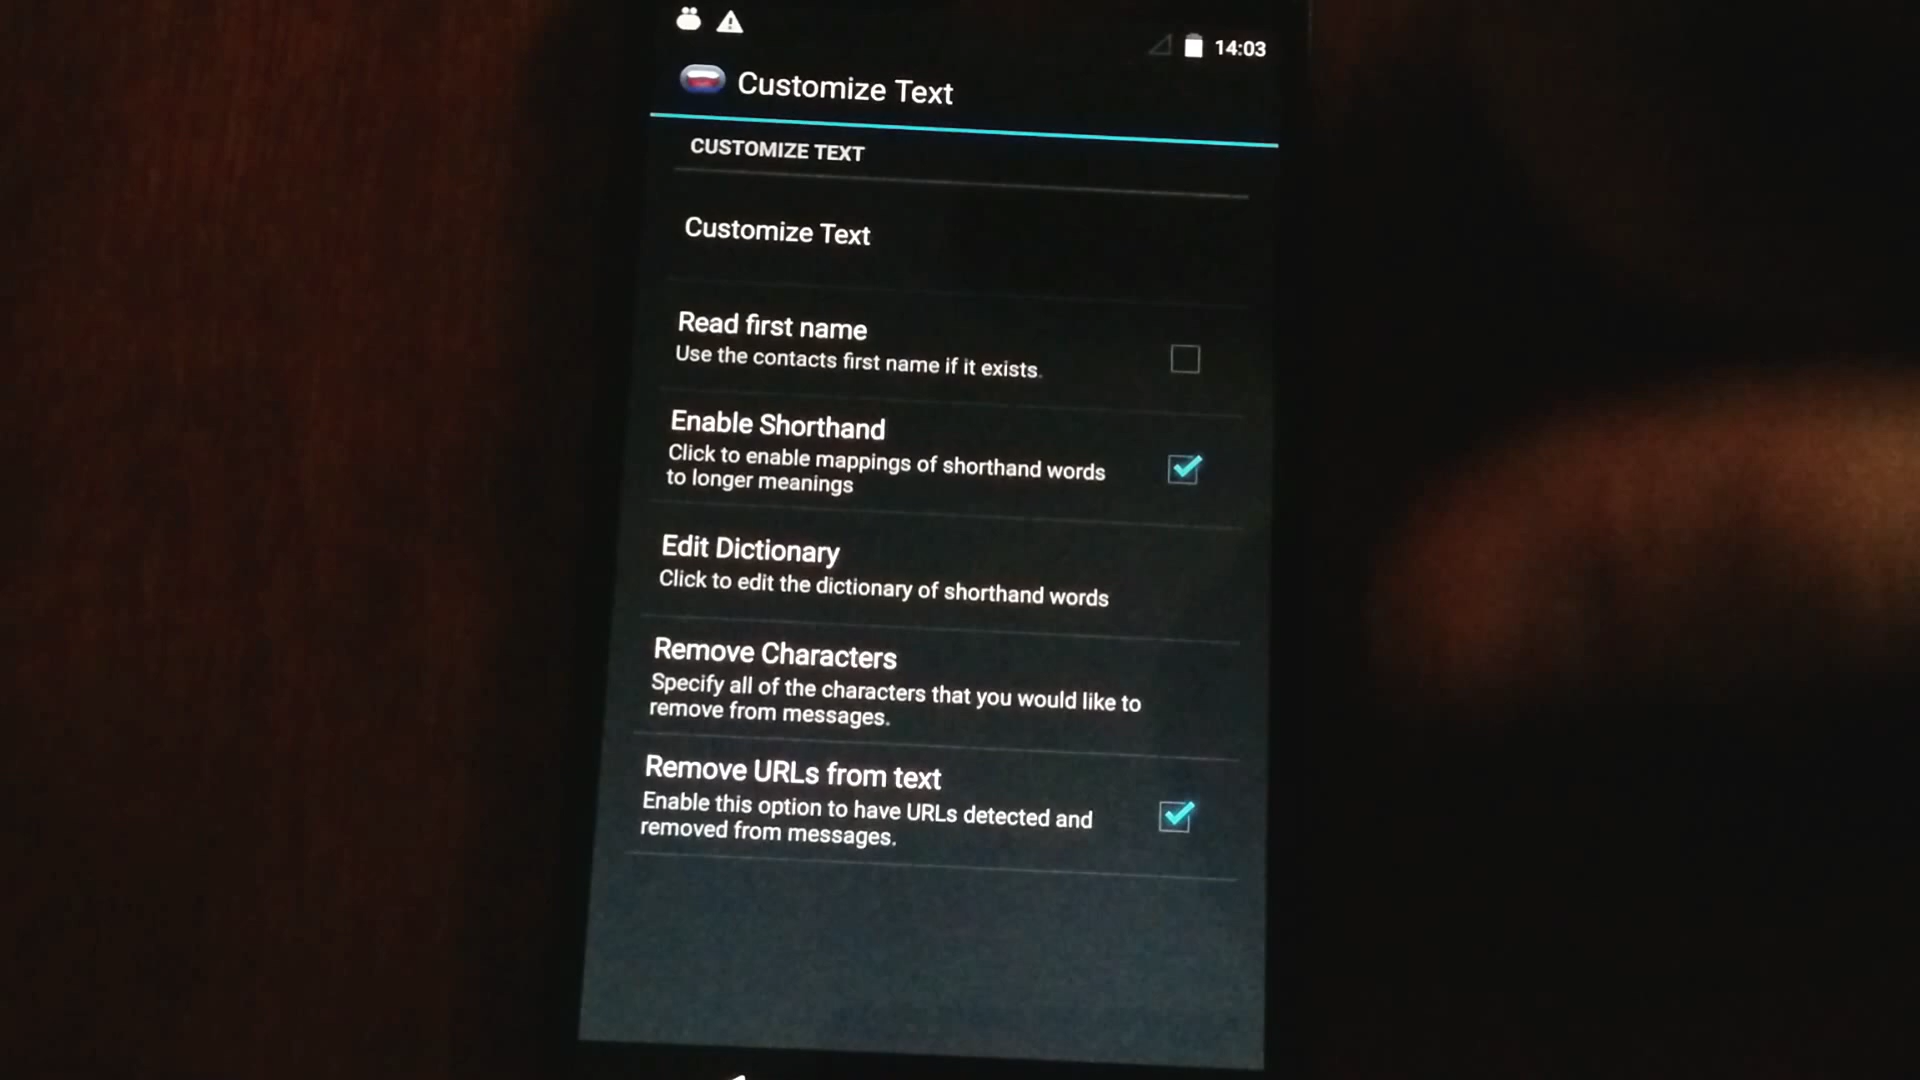 14:03
Customize Text
CUSTOMIZE TEXT
Customize Text
Read first name
Use the contacts first name if it exists.
Enable Shorthand
Click to enable mappings of shorthand words
to longer meanings
Edit Dictionary
Click to edit the dictionary of shorthand words
Remove Characters
Specify all of the characters that you would like to
remove from messages.
Remove URLs from text
Enable this option to have URLs detected and
removed from messages.